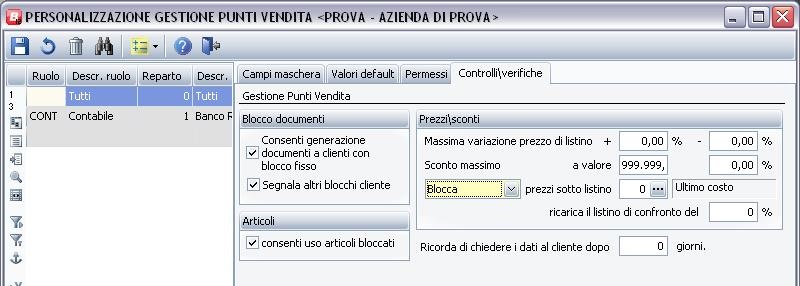 PERSONALIZZAZIONE GESTIONE PUNTI VENDITA <PROVA - AZIENDA DI PROVA>
Ruolo Descr. ruolo Reparto Descr.
Tutti 0 Tutti
CONT Contabile 1 Banco R
1
3
Campi maschera Valori default Permessi Controlli\verifiche
Gestione Punti Vendita
Blocco documenti
Consenti generazione
documenti a clienti con
blocco fisso
Segnala altri blocchi cliente
Articoli
consenti uso articoli bloccati
Prezzi\sconti
Massima variazione prezzo di listino + 0,00 % - 0,00 %
Sconto massimo a valore 999.999, 0,00 %
Blocca prezzi sotto listino 0 ... Ultimo costo
ricarica il listino di confronto del 0 %
Ricorda di chiedere i dati al cliente dopo 0 giorni.